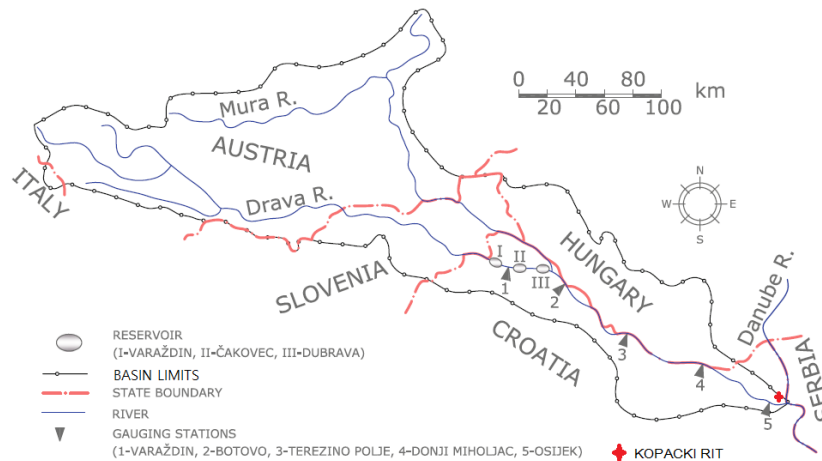 Mura R.
AUSTRIA
ITALY
Drava R.
SLOVENIA
HUNGARY
CROATIA
Danube R.
SERBIA
0 40 80
20 60 100
km
N
W E
S
I II III
1 2 3 4 5
RESERVOIR
(I-VARAŽDIN, II-ČAKOVEC, III-DUBRAVA)
BASIN LIMITS
STATE BOUNDARY
RIVER
GAUGING STATIONS
(1-VARAŽDIN, 2-BOTOVO, 3-TEREZINO POLJE, 4-DONJI MIHOLJAC, 5-OSIJEK)
KOPACKI RIT